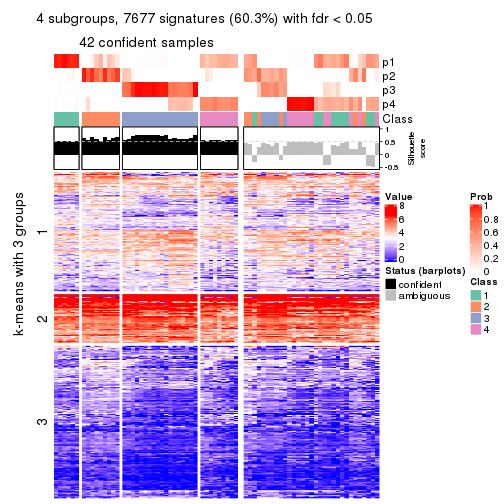 4 subgroups, 7677 signatures (60.3%) with fdr < 0.05
42 confident samples
p1
p2
p3
p4
Class
1
0.5
0
-0.5
Silhouette
score
k-means with 3 groups
1
2
3
Value
8
6
4
2
0
Status (barplots)
confident
ambiguous
Prob
1
0.8
0.6
0.4
0.2
0
Class
1
2
3
4